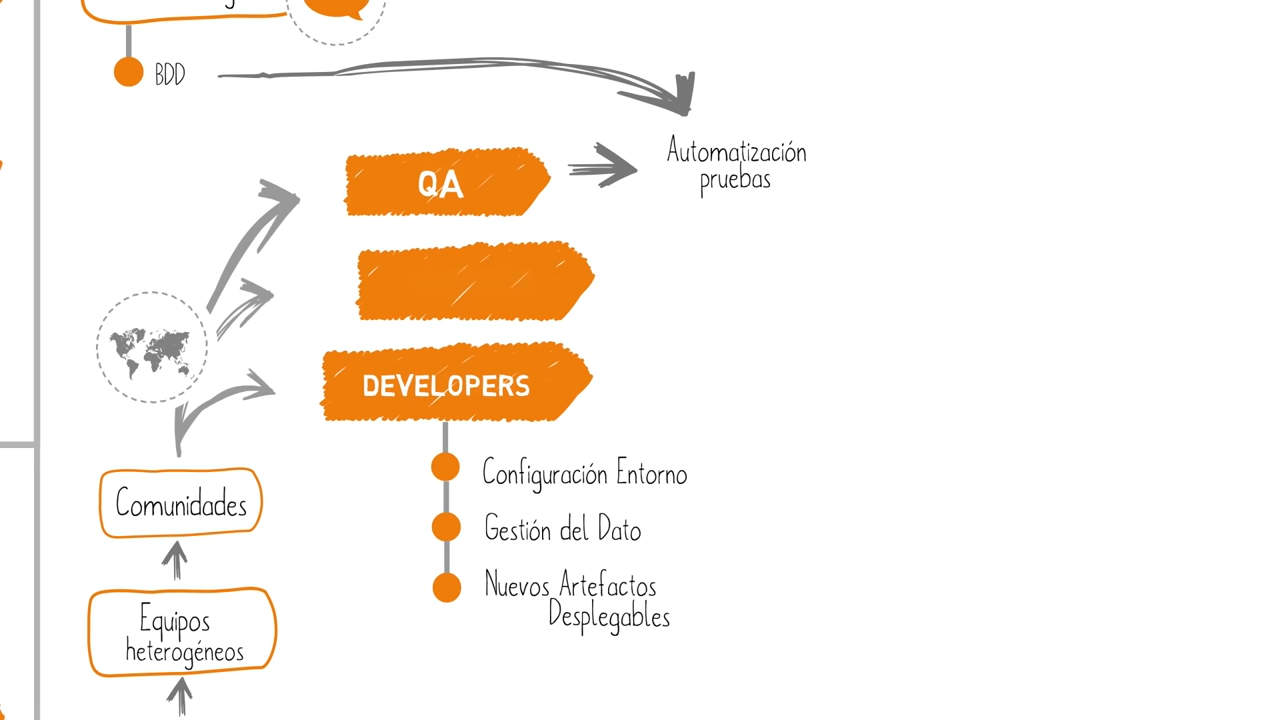 BDD
Automatización
pruebas
QA
DEVELOPERS
Configuración Entorno
Gestión del Dato
Nuevos Artefactos
Desplegables
Comunidades
Equipos
heterogéneos